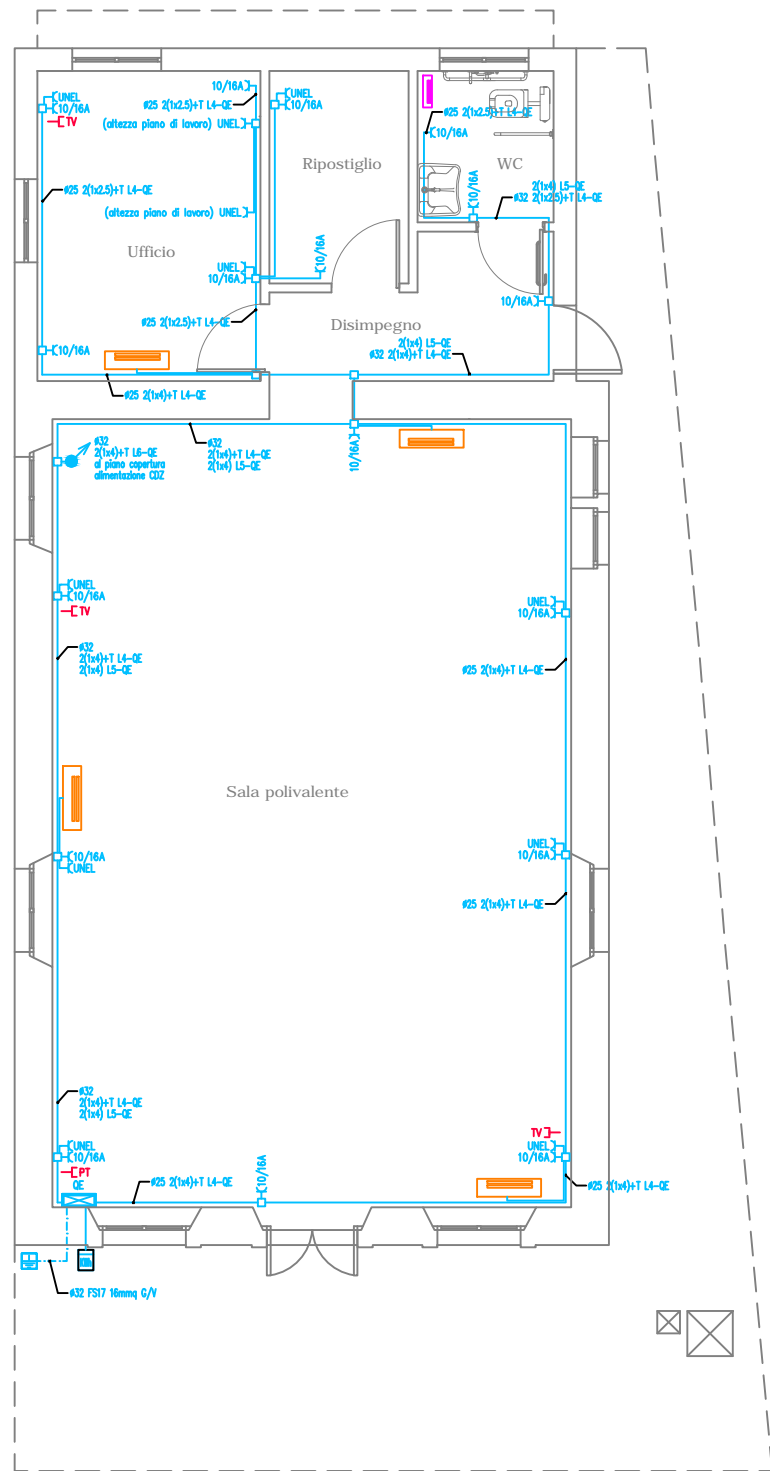 10/16A
UNEL
ø25 2(1x2.5)+T L4-QE
UNEL
10/16A
10/16A
TV
(altezza piano di lavoro) UNEL
ø25 2(1x2.5)+T L4-QE
10/16A
Ripostiglio
WC
ø25 2(1x2.5)+T L4-QE
2(1x4) L5-QE
ø32 2(1x2.5)+T L4-QE
10/16A
(altezza piano di lavoro) UNEL
Ufficio
10/16A
UNEL
10/16A
10/16A
ø25 2(1x2.5)+T L4-QE
Disimpegno
10/16A
2(1x4) L5-QE
ø32 2(1x4)+T L4-QE
ø25 2(1x4)+T L4-QE
ø32
2(1x4)+T L6-QE
al piano copertura
alimentazione CDZ
ø32
2(1x4)+T L4-QE
2(1x4) L5-QE
10/16A
UNEL
10/16A
TV
UNEL
10/16A
ø32
2(1x4)+T L4-QE
2(1x4) L5-QE
ø25 2(1x4)+T L4-QE
Sala polivalente
10/16A
UNEL
UNEL
10/16A
ø25 2(1x4)+T L4-QE
ø32
2(1x4)+T L4-QE
2(1x4) L5-QE
UNEL
10/16A
PT
QE
TV
UNEL
10/16A
ø25 2(1x4)+T L4-QE
10/16A
ø25 2(1x4)+T L4-QE
ø32 FS17 16mmq G/V